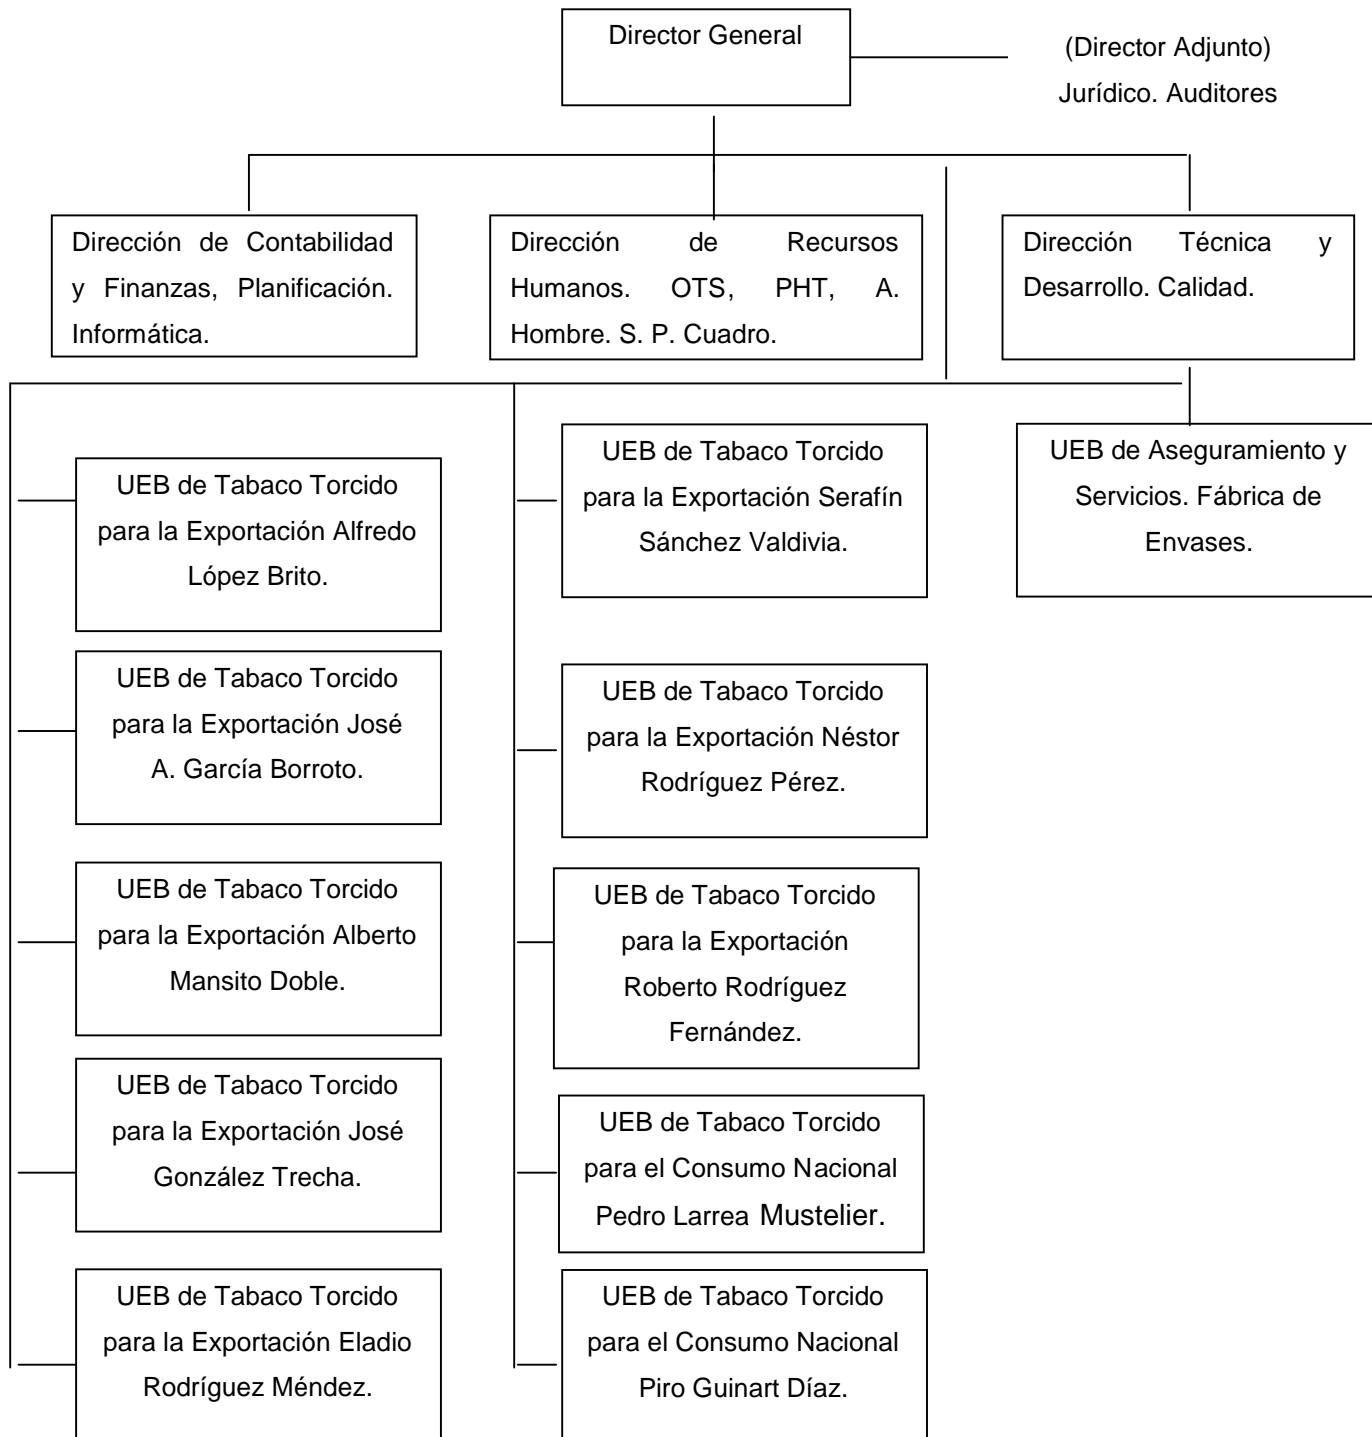 Director General
(Director Adjunto)
Jurídico. Auditores
Dirección de Contabilidad
y Finanzas, Planificación.
Informática.
Dirección de Recursos
Humanos. OTS, PHT, A.
Hombre. S. P. Cuadro.
Dirección Técnica y
Desarrollo. Calidad.
UEB de Tabaco Torcido
para la Exportación Alfredo
López Brito.
UEB de Tabaco Torcido
para la Exportación José
A. García Borroto.
UEB de Tabaco Torcido
para la Exportación Alberto
Mansito Doble.
UEB de Tabaco Torcido
para la Exportación José
González Trecha.
UEB de Tabaco Torcido
para la Exportación Eladio
Rodríguez Méndez.
UEB de Tabaco Torcido
para la Exportación Serafín
Sánchez Valdivia.
UEB de Tabaco Torcido
para la Exportación Néstor
Rodríguez Pérez.
UEB de Tabaco Torcido
para la Exportación
Roberto Rodríguez
Fernández.
UEB de Tabaco Torcido
para el Consumo Nacional
Pedro Larrea Mustelier.
UEB de Tabaco Torcido
para el Consumo Nacional
Piro Guinart Díaz.
UEB de Aseguramiento y
Servicios. Fábrica de
Envases.